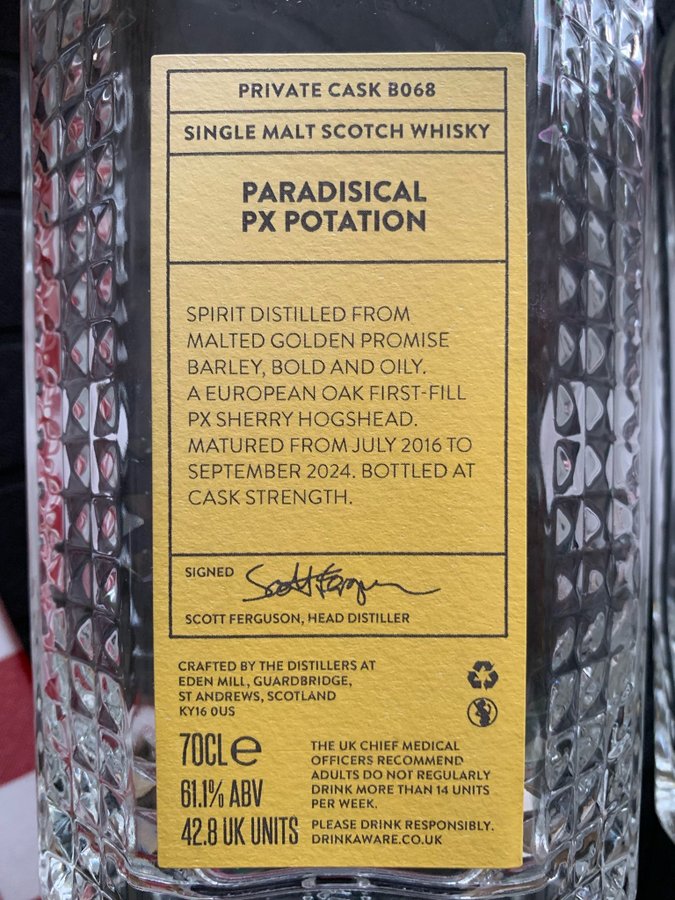 PRIVATE CASK B068
SINGLE MALT SCOTCH WHISKY
PARADISICAL
PX POTATION
SPIRIT DISTILLED FROM
MALTED GOLDEN PROMISE
BARLEY, BOLD AND OILY.
A EUROPEAN OAK FIRST-FILL
PX SHERRY HOGSHEAD.
MATURED FROM JULY 2016 TO
SEPTEMBER 2024. BOTTLED AT
CASK STRENGTH.
SIGNED Scott Ferguson
SCOTT FERGUSON, HEAD DISTILLER
CRAFTED BY THE DISTILLERS AT
EDEN MILL, GUARDBRIDGE,
ST ANDREWS, SCOTLAND
KY16 0US
70CL e
61.1% ABV
42.8 UK UNITS
THE UK CHIEF MEDICAL
OFFICERS RECOMMEND
ADULTS DO NOT REGULARLY
DRINK MORE THAN 14 UNITS
PER WEEK.
PLEASE DRINK RESPONSIBLY.
DRINKAWARE.CO.UK